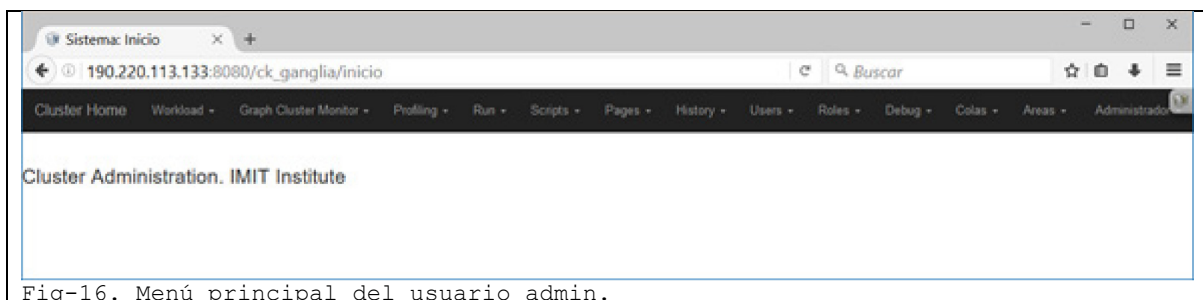 Sistema: Inicio
190.220.113.133:8080/ck_ganglia/inicio
Buscar
Cluster Home Workload Graph Cluster Monitor Profiling Run Scripts Pages History Users Roles Debug Colas Areas Administrador
Cluster Administration. IMIT Institute
Fig-16. Menú principal del usuario admin.